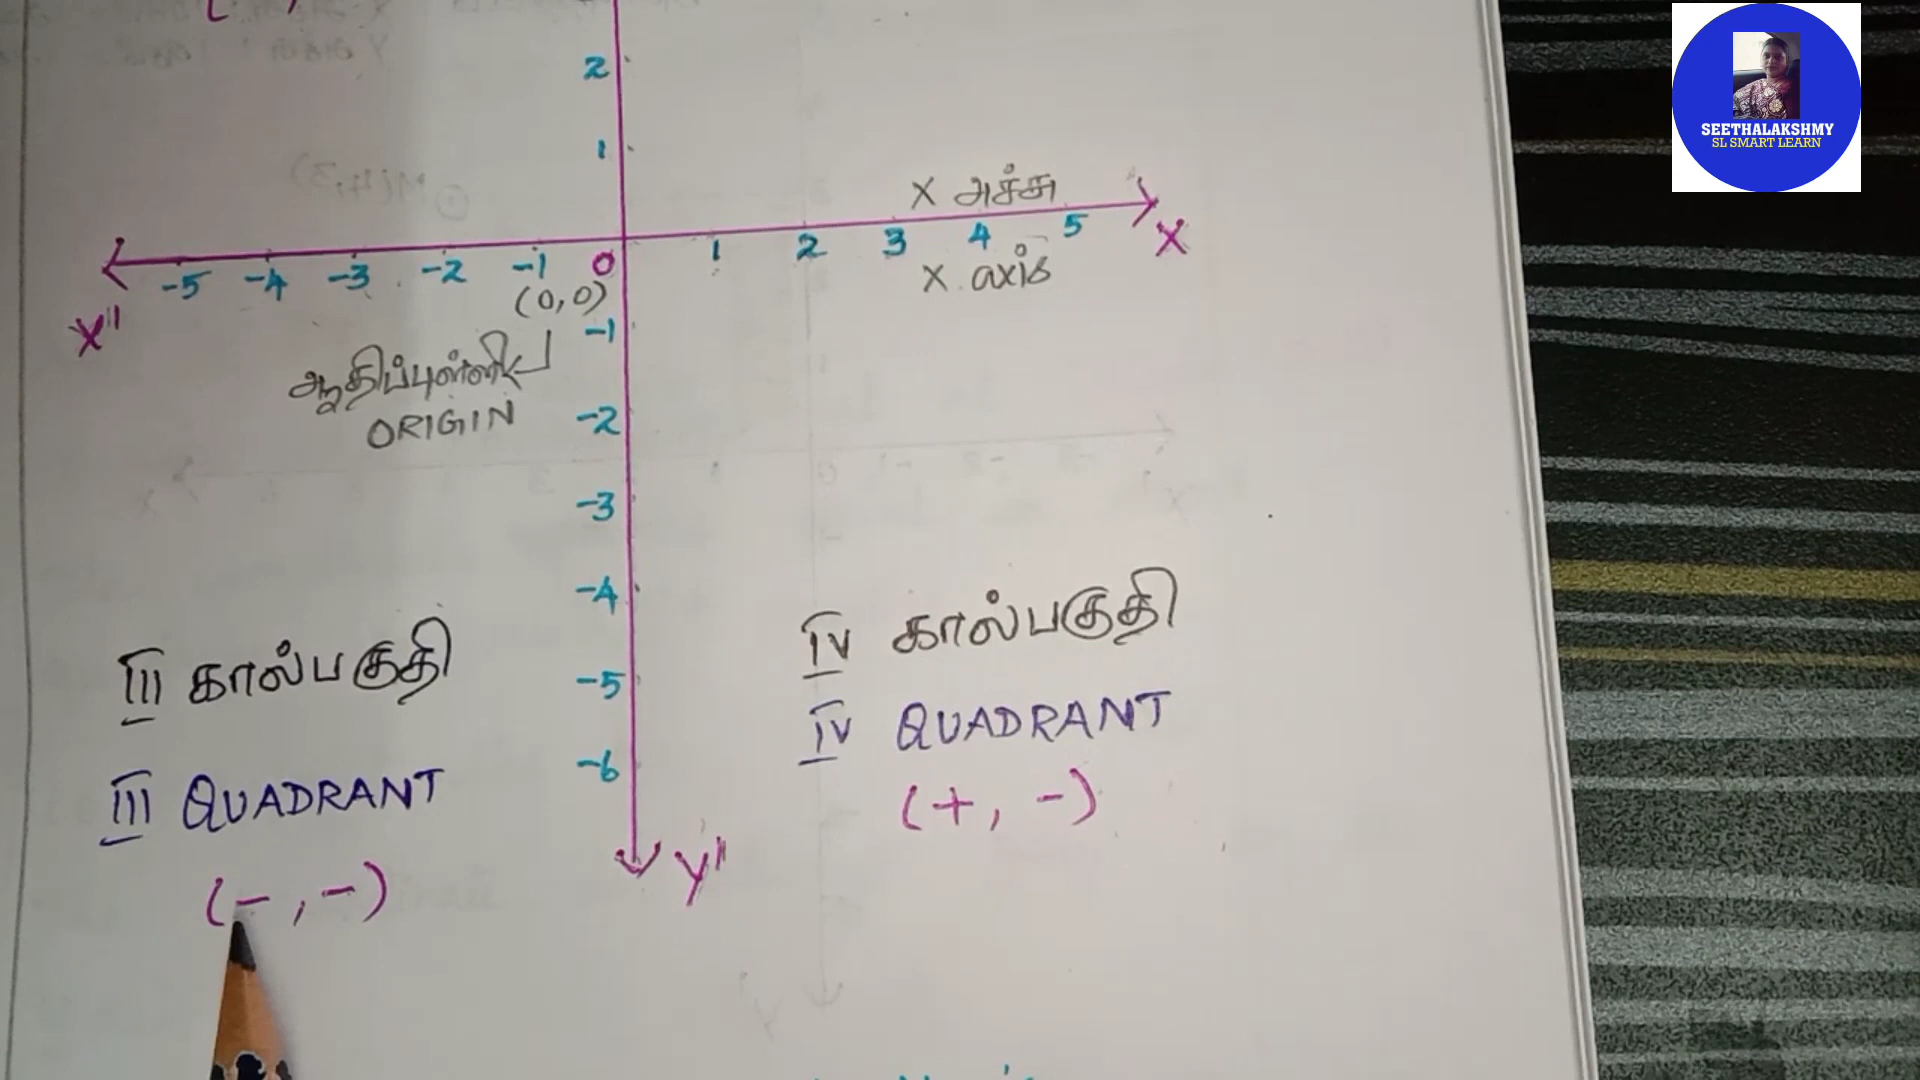 2
1
X அச்சு
-5 -4 -3 -2 -1 0 1 2 3 4 5 X
X axis
X"
(0,0)
-1
ஆதிப்புள்ளி
ORIGIN
-2
-3
-4
III கால்பகுதி
IV கால்பகுதி
-5
IV QUADRANT
-6
III QUADRANT
(+, -)
Y"
(-, -)
SEETHALAKSHMY
SL SMART LEARN